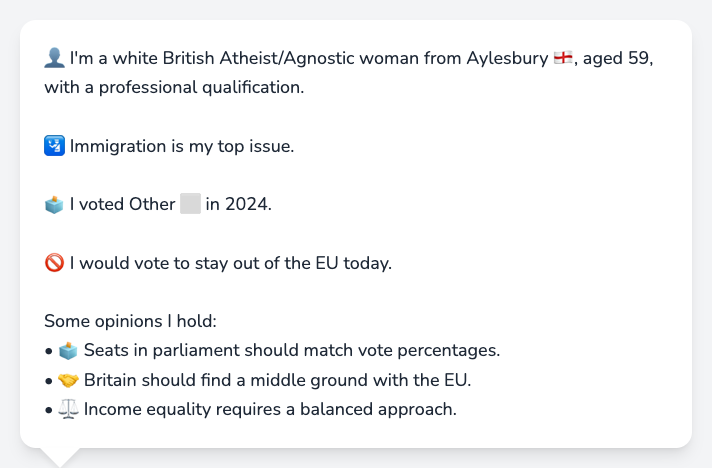 👤 I'm a white British Atheist/Agnostic woman from Aylesbury 🏴󠁧󠁢󠁥󠁮󠁧󠁿, aged 59,
with a professional qualification.
🛂 Immigration is my top issue.
🗳️ I voted Other ⬜ in 2024.
🚫 I would vote to stay out of the EU today.
Some opinions I hold:
• 🗳️ Seats in parliament should match vote percentages.
• 🤝 Britain should find a middle ground with the EU.
• ⚖️ Income equality requires a balanced approach.